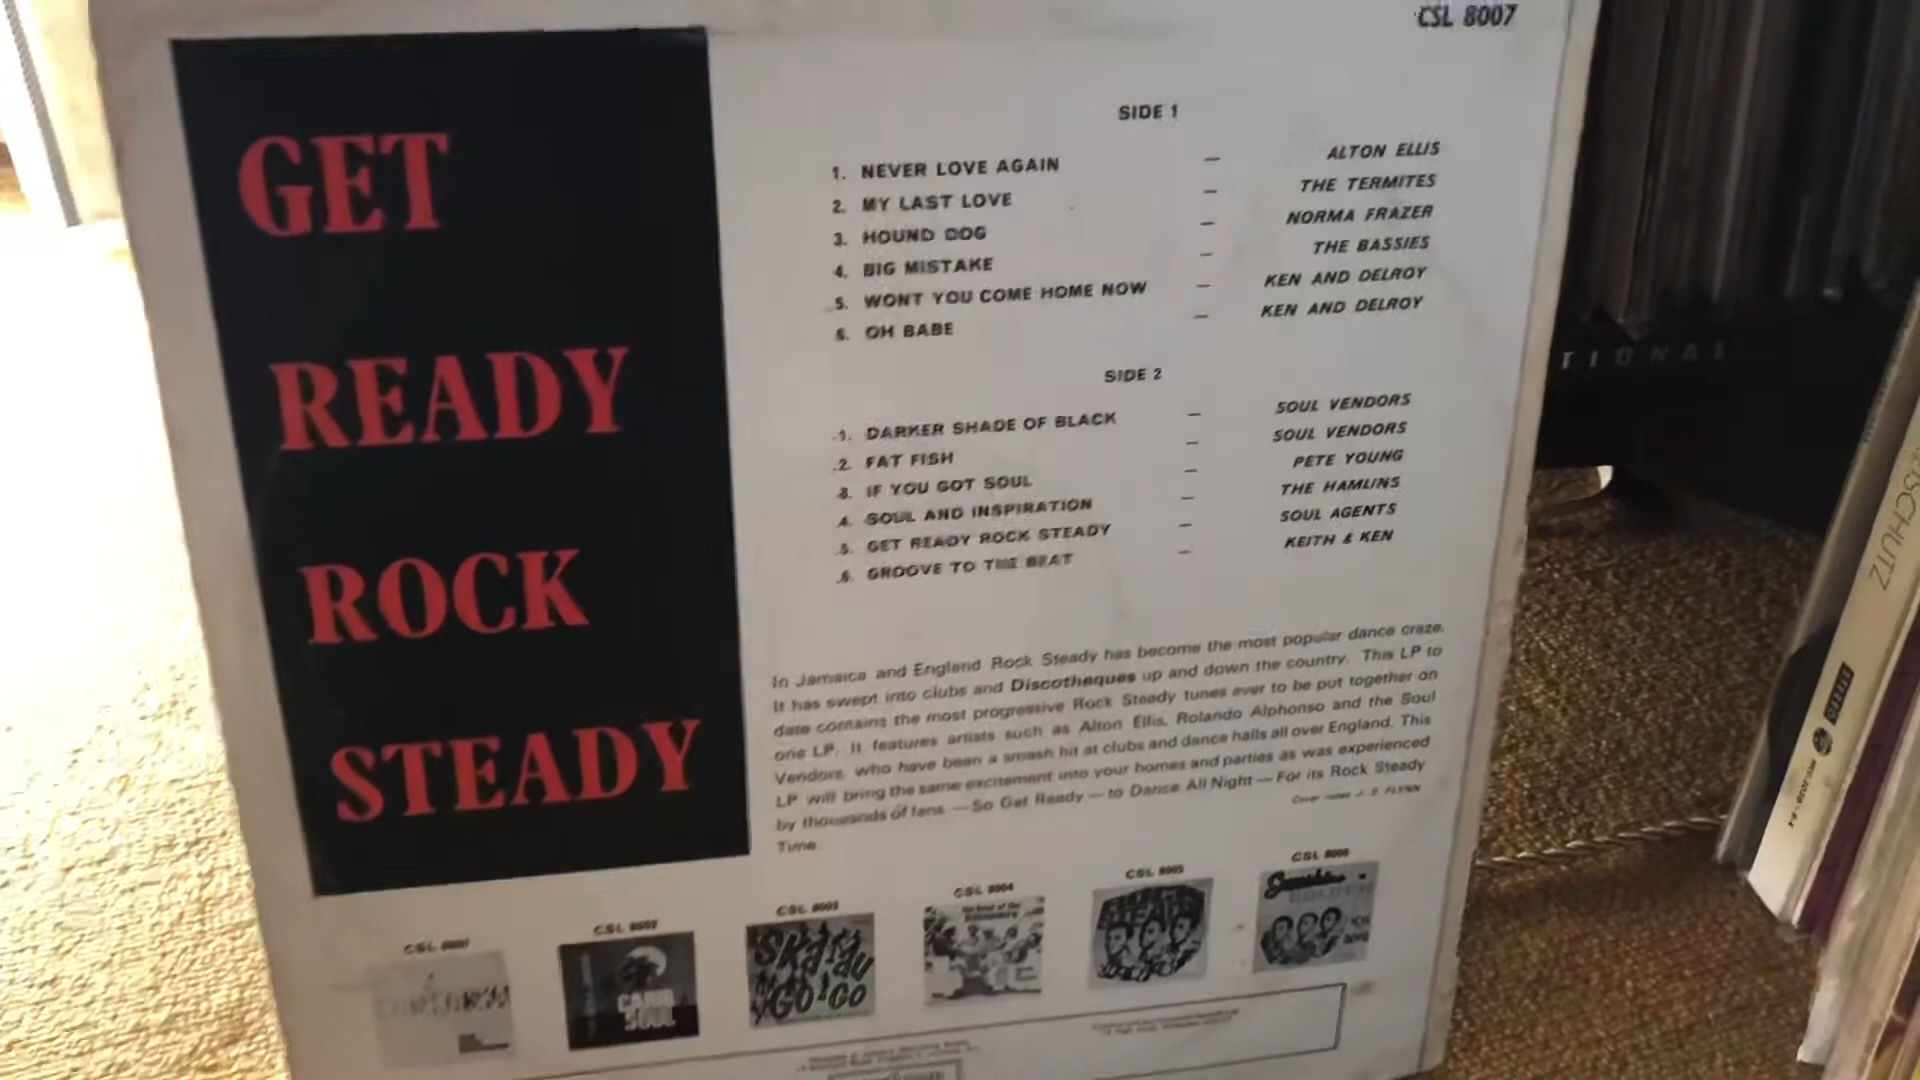 CSL 8007
GET
READY
ROCK
STEADY
SIDE 1
1. NEVER LOVE AGAIN — ALTON ELLIS
2. MY LAST LOVE — THE TERMITES
3. HOUND DOG — NORMA FRAZER
4. BIG MISTAKE — THE BASSIES
5. WONT YOU COME HOME NOW — KEN AND DELROY
6. OH BABE — KEN AND DELROY
SIDE 2
1. DARKER SHADE OF BLACK — SOUL VENDORS
2. FAT FISH — SOUL VENDORS
3. IF YOU GOT SOUL — PETE YOUNG
4. SOUL AND INSPIRATION — THE HAMLINS
5. GET READY ROCK STEADY — SOUL AGENTS
6. GROOVE TO THE BEAT — KEITH & KEN
In Jamaica and England Rock Steady has become the most popular dance craze.
It has swept into clubs and Discotheques up and down the country. This LP to
date contains the most progressive Rock Steady tunes ever to be put together on
one LP. It features artists such as Alton Ellis, Rolando Alphonso and the Soul
Vendors, who have been a smash hit at clubs and dance halls all over England. This
LP will bring the same excitement into your homes and parties as was experienced
by thousands of fans — So Get Ready — to Dance All Night — For its Rock Steady
Time.
Cover notes J. S. FLYNN
CSL 8002
CSL 8003
CSL 8004
CSL 8005
CSL 8006
CARIB
SOUL
SKA
AU
GO-GO
Sunshine
TIONAL